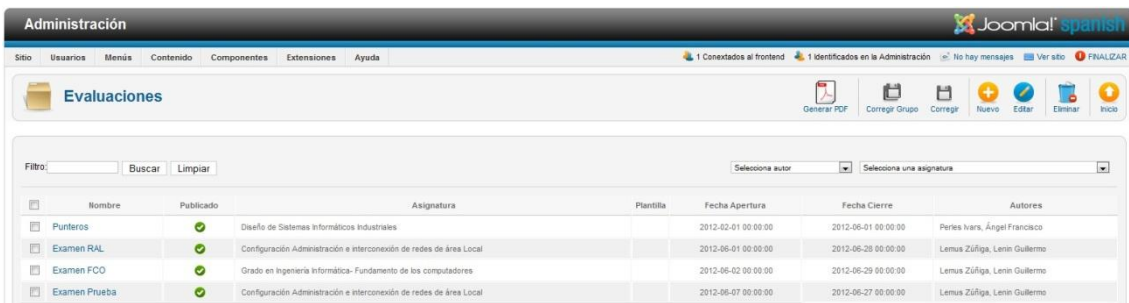 Administración Joomla! spanish
Sitio Usuarios Menús Contenido Componentes Extensiones Ayuda 1 Conectados al frontend 1 Identificados en la Administración No hay mensajes Ver sitio FINALIZAR
Evaluaciones Generar PDF Corregir Grupo Corregir Nuevo Editar Eliminar Inicio
Filtro: Buscar Limpiar Selecciona autor Selecciona una asignatura
Nombre Publicado Asignatura Plantilla Fecha Apertura Fecha Cierre Autores
Punteros Diseño de Sistemas Informáticos Industriales 2012-02-01 00:00:00 2012-06-01 00:00:00 Perles Ivars, Ángel Francisco
Examen RAL Configuración Administración e interconexión de redes de área Local 2012-06-01 00:00:00 2012-06-28 00:00:00 Lemus Zúñiga, Lenin Guillermo
Examen FCO Grado en Ingeniería Informática- Fundamento de los computadores 2012-06-02 00:00:00 2012-06-29 00:00:00 Lemus Zúñiga, Lenin Guillermo
Examen Prueba Configuración Administración e interconexión de redes de área Local 2012-06-07 00:00:00 2012-06-27 00:00:00 Lemus Zúñiga, Lenin Guillermo